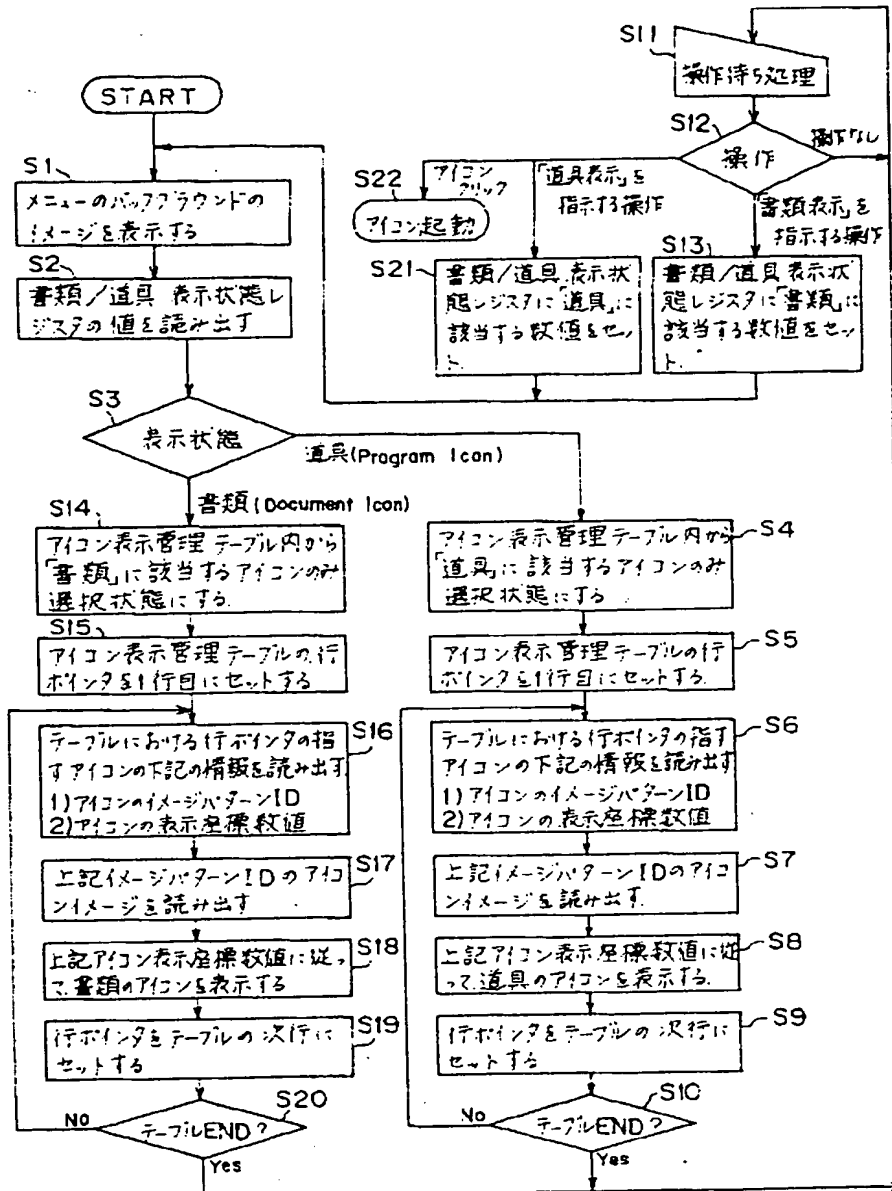 START
S1
メニューのバックグラウンドの
イメージを表示する
S2
書類/道具 表示状態レ
ジスタの値を読み出す
S3
表示状態
道具(Program Icon)
書類(Document Icon)
S11
操作待ち処理
S12
操作
操作なし
アイコン
クリック
S22
アイコン起動
「道具表示」を
指示する操作
S21
書類/道具表示状
態レジスタに「道具」に
該当する数値をセッ
ト.
「書類表示」を
指示する操作
S13
書類/道具表示状
態レジスタに「書類」に
該当する数値をセッ
ト.
S14
アイコン表示管理テーブル内から
「書類」に該当するアイコンのみ
選択状態にする.
S15
アイコン表示管理テーブルの行
ポインタを1行目にセットする
S16
テーブルにおける行ポインタの指
すアイコンの下記の情報を読み出す
1)アイコンのイメージパターンID
2)アイコンの表示座標数値
S17
上記イメージパターンIDのアイコ
ンイメージを読み出す
S18
上記アイコン表示座標数値に従っ
て、書類のアイコンを表示する
S19
行ポインタをテーブルの次行に
セットする
S20
テーブルEND?
No
Yes
S4
アイコン表示管理テーブル内から
「道具」に該当するアイコンのみ
選択状態にする
S5
アイコン表示管理テーブルの行
ポインタを1行目にセットする.
S6
テーブルにおける行ポインタの指す
アイコンの下記の情報を読み出す
1)アイコンのイメージパターンID
2)アイコンの表示座標数値
S7
上記イメージパターンIDのアイコ
ンイメージを読み出す.
S8
上記アイコン表示座標数値に従
って、道具のアイコンを表示する.
S9
行ポインタをテーブルの次行に
セットする
S10
テーブルEND?
No
Yes